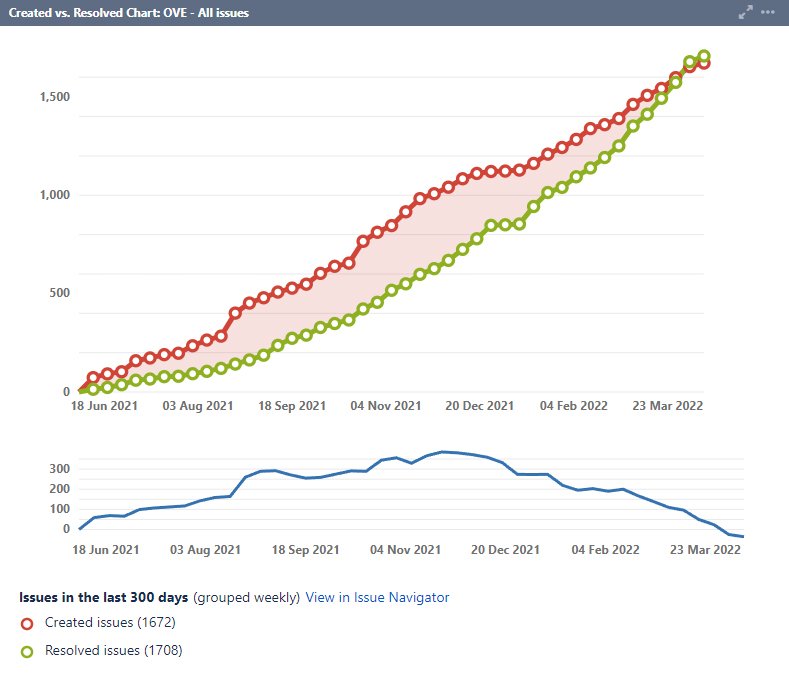 Created vs. Resolved Chart: OVE - All issues
1,500
1,000
500
0
18 Jun 2021 03 Aug 2021 18 Sep 2021 04 Nov 2021 20 Dec 2021 04 Feb 2022 23 Mar 2022
300
200
100
0
18 Jun 2021 03 Aug 2021 18 Sep 2021 04 Nov 2021 20 Dec 2021 04 Feb 2022 23 Mar 2022
Issues in the last 300 days (grouped weekly) View in Issue Navigator
Created issues (1672)
Resolved issues (1708)